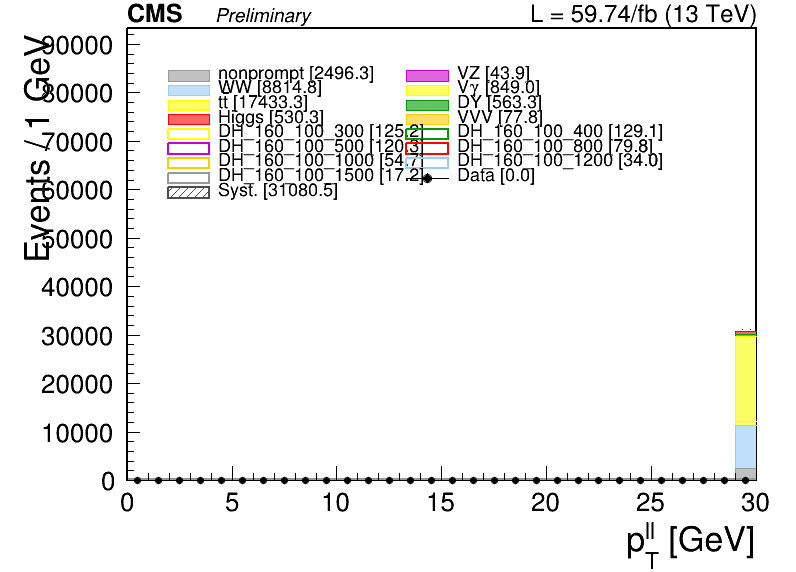 CMS Preliminary L = 59.74/fb (13 TeV)
Events / 1 GeV
90000
80000
70000
60000
50000
40000
30000
20000
10000
0
nonprompt [2496.3] VZ [43.9]
WW [8814.8] Vγ [849.0]
tt̄ [17433.3] DY [563.3]
Higgs [530.3] VVV [77.8]
DH_160_100_300 [125.2] DH_160_100_400 [129.1]
DH_160_100_500 [120.3] DH_160_100_800 [79.8]
DH_160_100_1000 [54.7] DH_160_100_1200 [34.0]
DH_160_100_1500 [17.2] Data [0.0]
Syst. [31080.5]
0 5 10 15 20 25 30
p_T^ll [GeV]